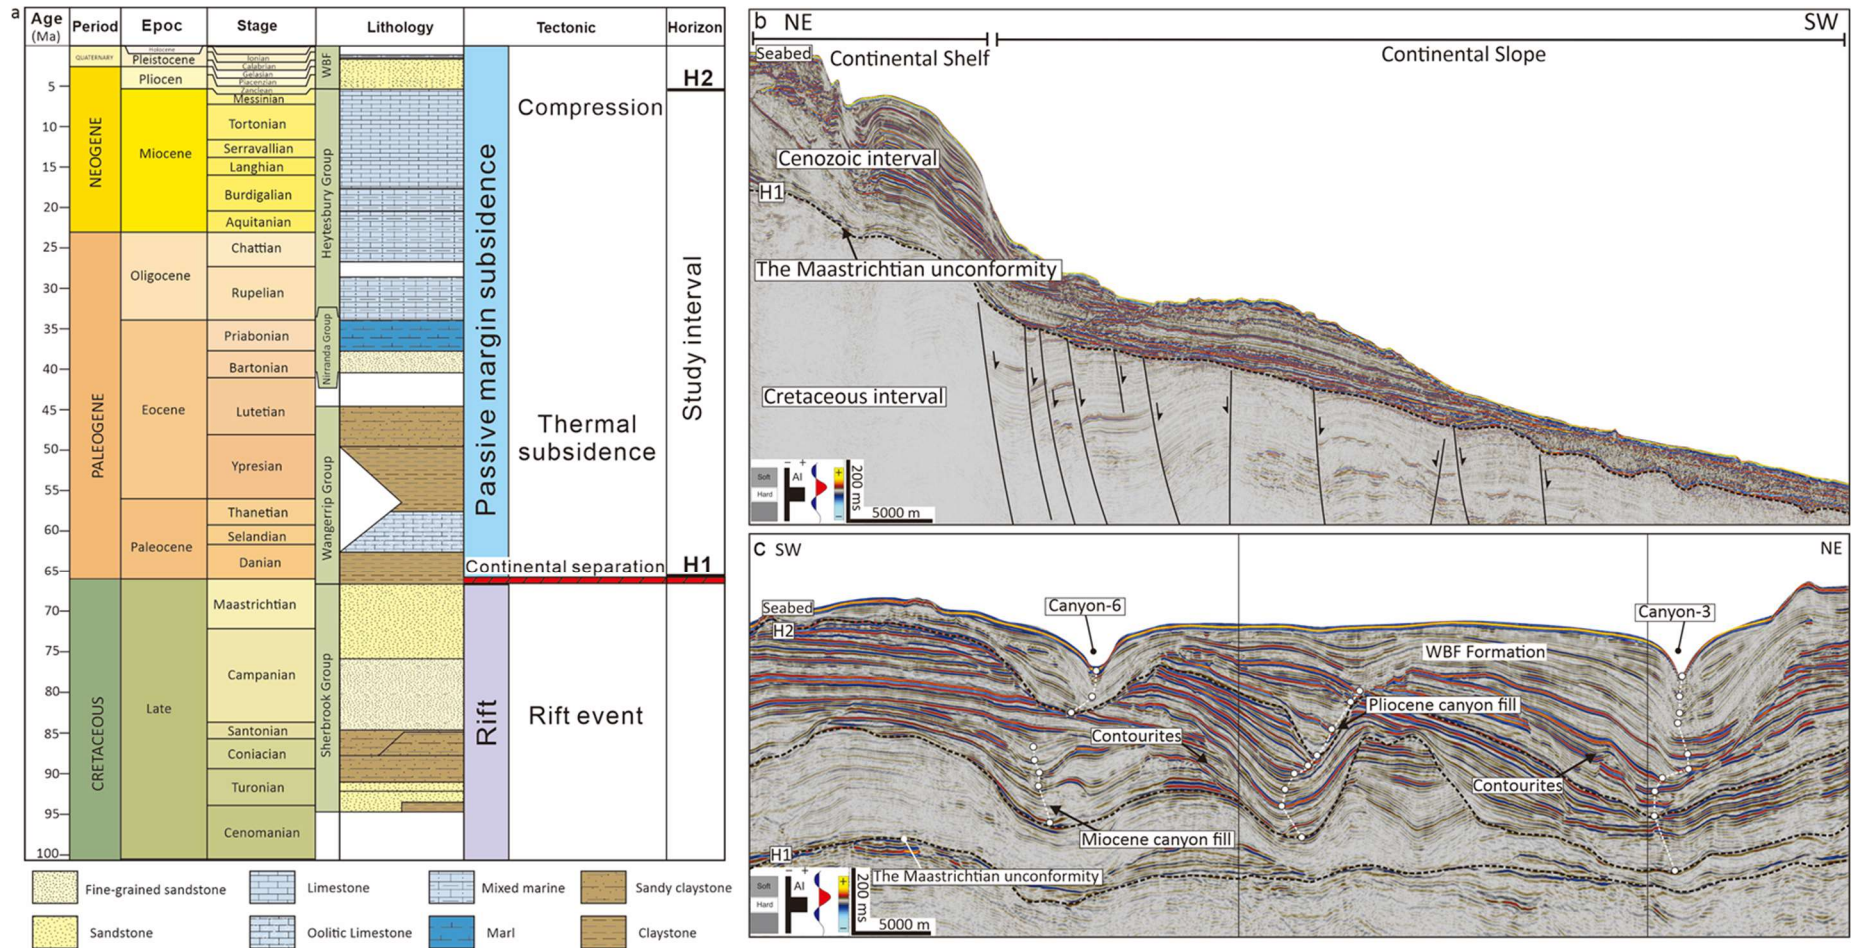 a
Age (Ma) Period Epoc Stage Lithology Tectonic Horizon
QUATERNARY
NEOGENE
PALEOGENE
CRETACEOUS
Holocene
Pleistocene
Pliocen
Miocene
Oligocene
Eocene
Paleocene
Late
Ionian
Calabrian
Gelasian
Piacenzian
Zanclean
Messinian
Tortonian
Serravallian
Langhian
Burdigalian
Aquitanian
Chattian
Rupelian
Priabonian
Bartonian
Lutetian
Ypresian
Thanetian
Selandian
Danian
Maastrichtian
Campanian
Santonian
Coniacian
Turonian
Cenomanian
5
10
15
20
25
30
35
40
45
50
55
60
65
70
75
80
85
90
95
100
WBF
Heytesbury Group
Nirranda Group
Wangerrip Group
Sherbrook Group
Passive margin subsidence
Rift
Compression
Thermal
subsidence
Continental separation
Rift event
H2
Study interval
H1
Fine-grained sandstone
Limestone
Mixed marine
Sandy claystone
Sandstone
Oolitic Limestone
Marl
Claystone
b NE SW
Seabed
Continental Shelf
Continental Slope
Cenozoic interval
H1
The Maastrichtian unconformity
Cretaceous interval
Soft
Hard
− +
AI
+
−
200 ms
5000 m
c SW NE
Seabed
H2
Canyon-6
Canyon-3
WBF Formation
Pliocene canyon fill
Contourites
Contourites
Miocene canyon fill
H1
The Maastrichtian unconformity
Soft
Hard
− +
AI
+
−
200 ms
5000 m